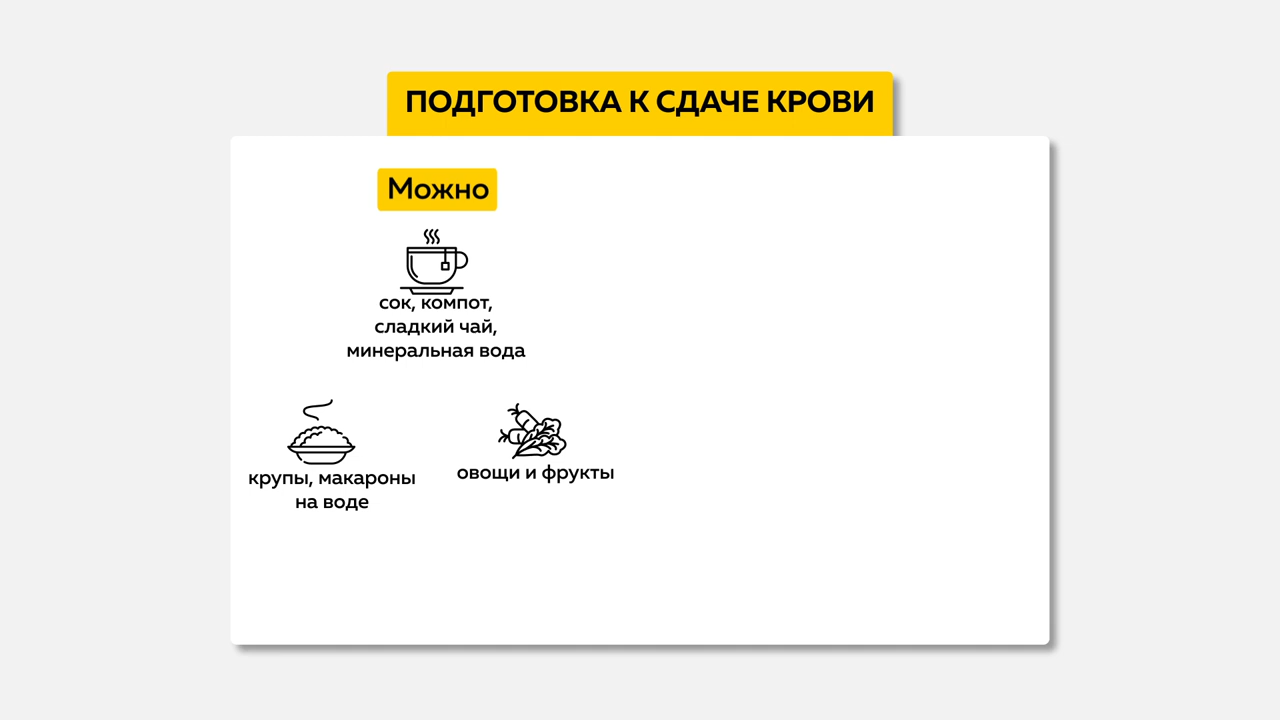 ПОДГОТОВКА К СДАЧЕ КРОВИ
Можно
сок, компот,
сладкий чай,
минеральная вода
крупы, макароны
на воде
овощи и фрукты